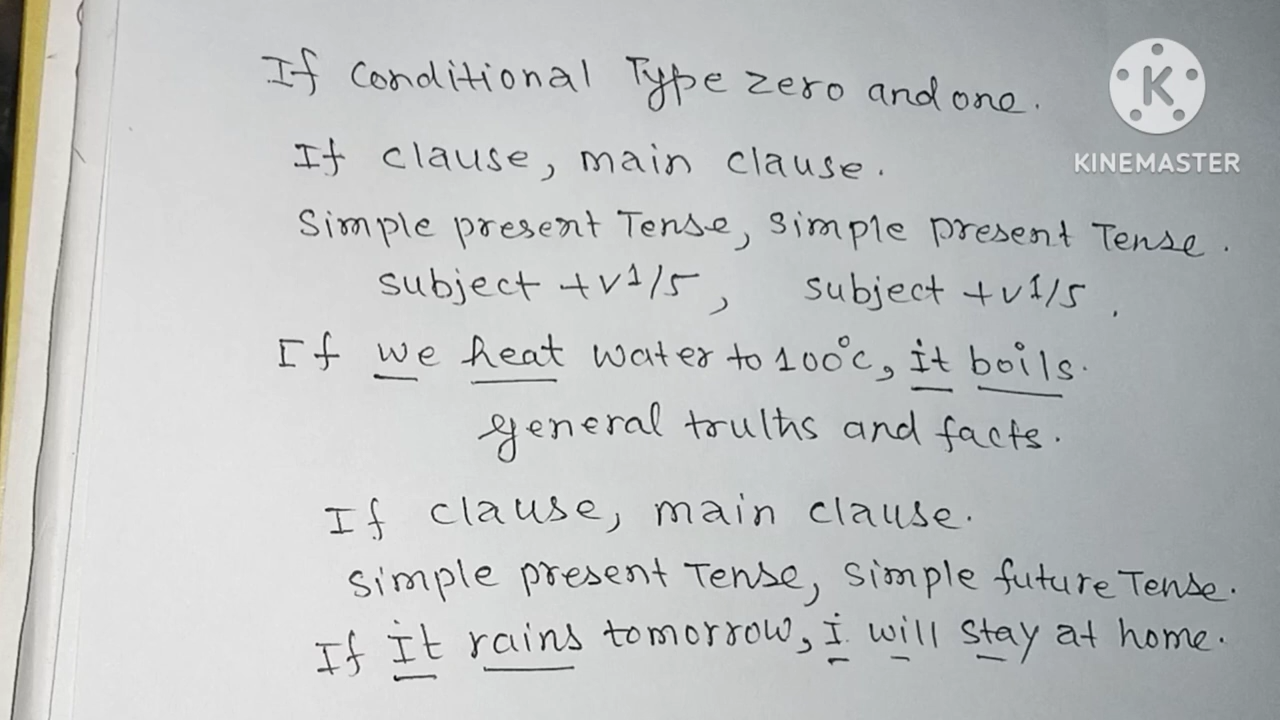 If conditional Type zero and one.
K
KINEMASTER
If clause, main clause.
Simple present Tense, simple present Tense.
subject + v1/5, subject + v1/5.
If we heat water to 100°c, it boils.
general truths and facts.
If clause, main clause.
simple present Tense, simple future Tense.
If it rains tomorrow, i will stay at home.